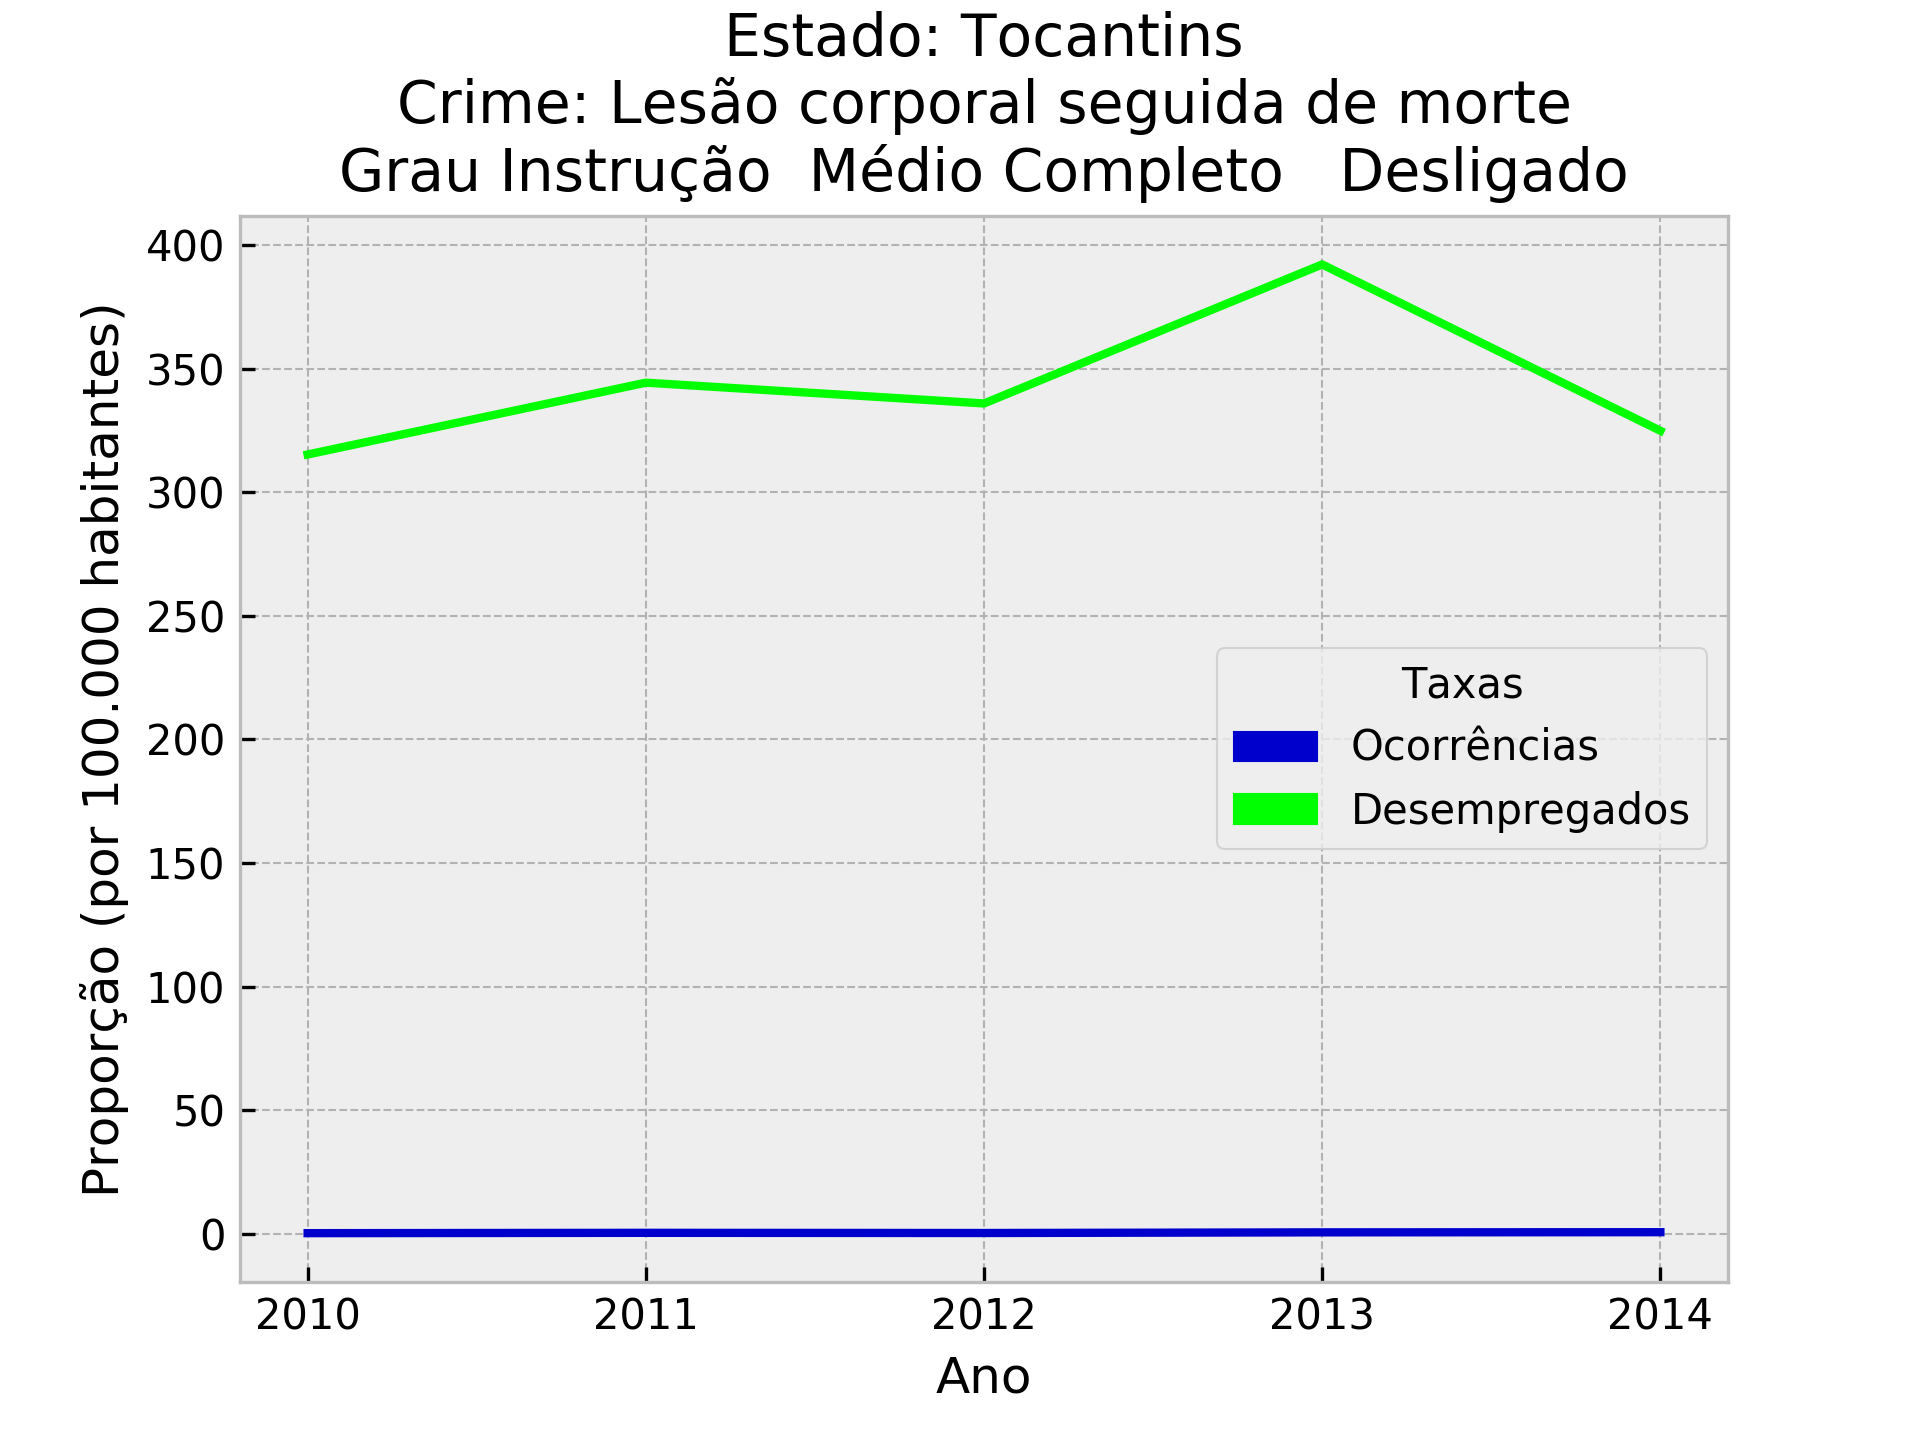 Estado: Tocantins
Crime: Lesão corporal seguida de morte
Grau Instrução  Médio Completo   Desligado
Proporção (por 100.000 habitantes)
400
350
300
250
200
150
100
50
0
Taxas
Ocorrências
Desempregados
2010
2011
2012
2013
2014
Ano